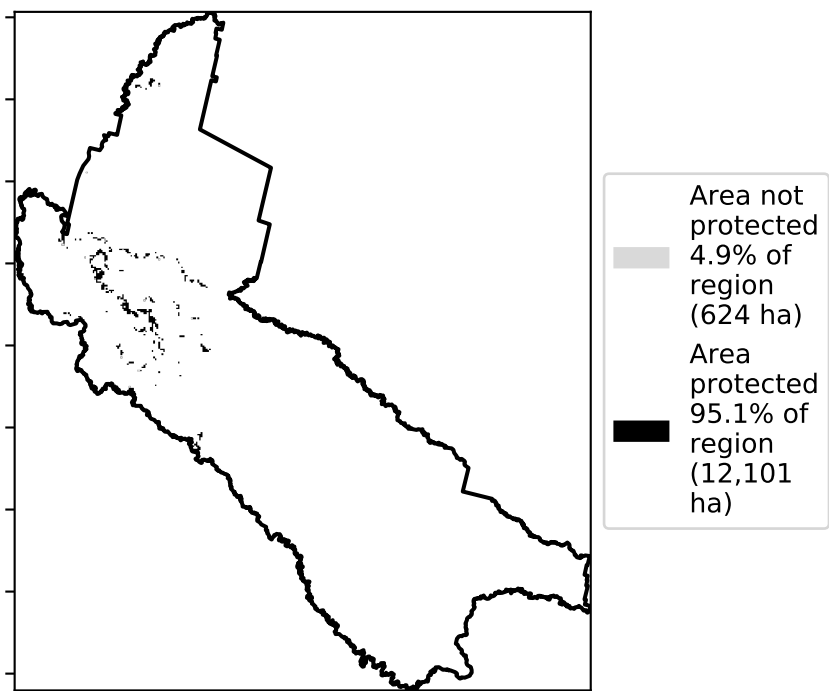 Area not
protected
4.9% of
region
(624 ha)
Area
protected
95.1% of
region
(12,101
ha)